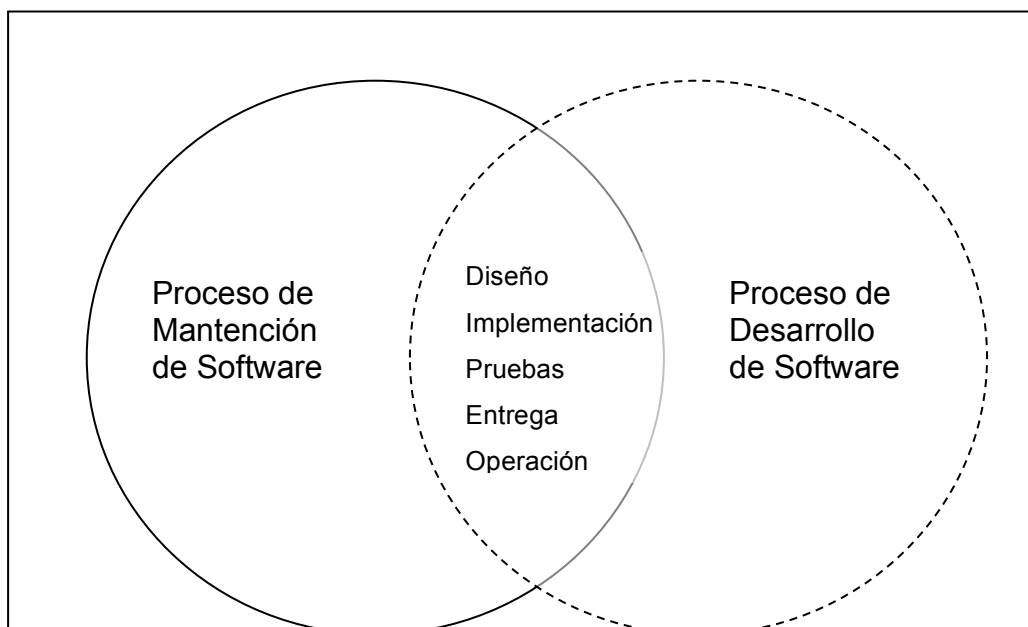 Proceso de
Mantención
de Software
Diseño
Implementación
Pruebas
Entrega
Operación
Proceso de
Desarrollo
de Software